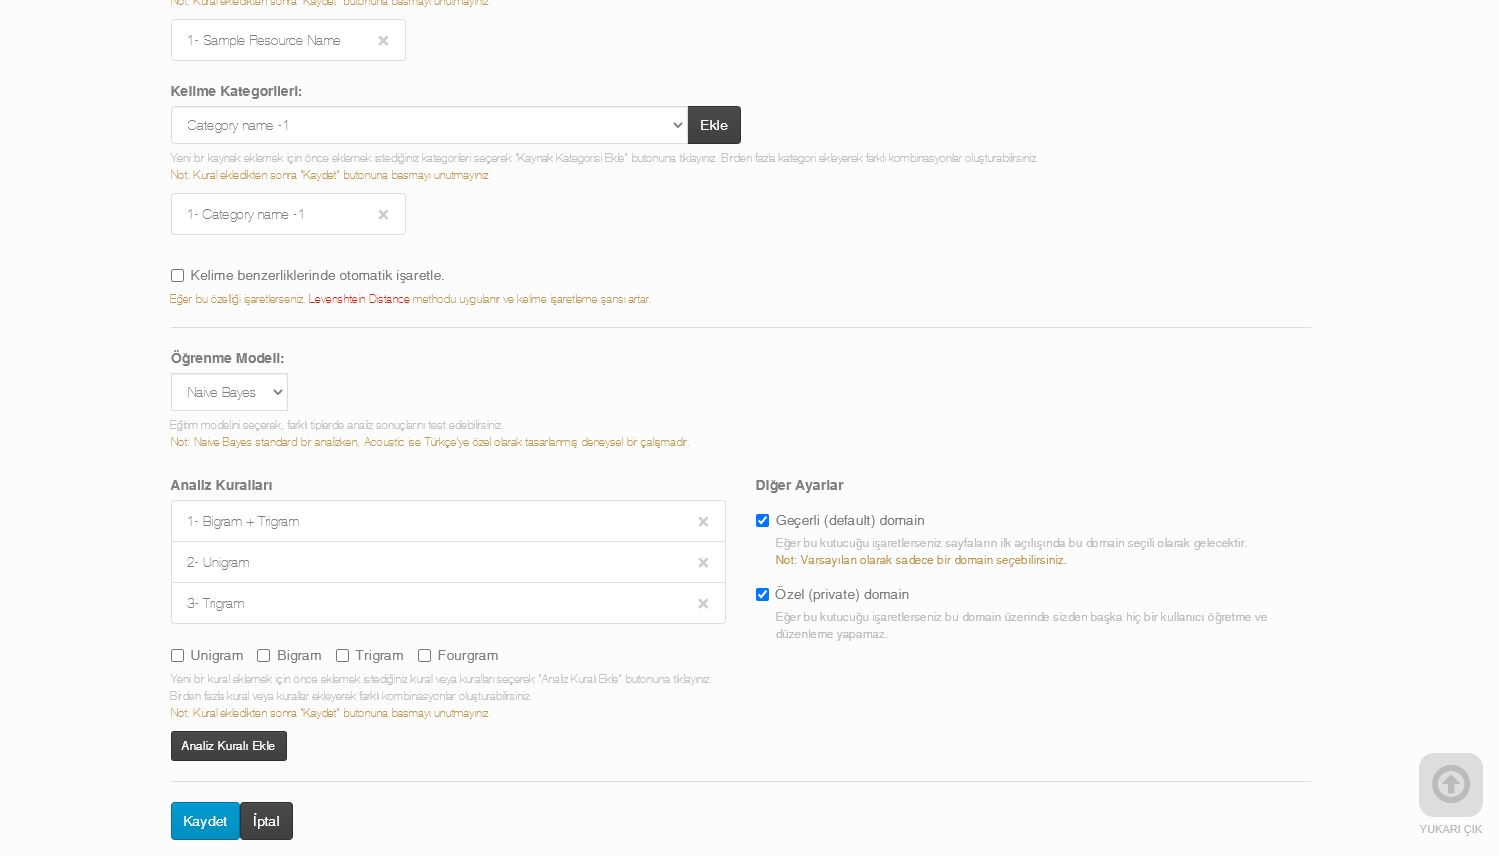 Not: Kural ekledikten sonra "Kaydet" butonuna basmayı unutmayınız.
1- Sample Resource Name
Kelime Kategorileri:
Category name -1
Ekle
Yeni bir kaynak eklemek için önce eklemek istediğiniz kategorileri seçerek "Kaynak Kategorisi Ekle" butonuna tıklayınız. Birden fazla kategori ekleyerek farklı kombinasyonlar oluşturabilirsiniz.
Not: Kural ekledikten sonra "Kaydet" butonuna basmayı unutmayınız.
1- Category name -1
Kelime benzerliklerinde otomatik işaretle.
Eğer bu özelliği işaretlerseniz, Levenshtein Distance methodu uygulanır ve kelime işaretleme şansı artar.
Öğrenme Modeli:
Naive Bayes
Eğitim modelini seçerek, farklı tiplerde analiz sonuçlarını test edebilirsiniz.
Not: Naive Bayes standard bir analizken, Acoustic ise Türkçe'ye özel olarak tasarlanmış deneysel bir çalışmadır.
Analiz Kuralları
1- Bigram + Trigram
2- Unigram
3- Trigram
Unigram Bigram Trigram Fourgram
Yeni bir kural eklemek için önce eklemek istediğiniz kural veya kuralları seçerek "Analiz Kuralı Ekle" butonuna tıklayınız.
Birden fazla kural veya kurallar ekleyerek farklı kombinasyonlar oluşturabilirsiniz.
Not: Kural ekledikten sonra "Kaydet" butonuna basmayı unutmayınız.
Analiz Kuralı Ekle
Diğer Ayarlar
Geçerli (default) domain
Eğer bu kutucuğu işaretlerseniz sayfaların ilk açılışında bu domain seçili olarak gelecektir.
Not: Varsayılan olarak sadece bir domain seçebilirsiniz.
Özel (private) domain
Eğer bu kutucuğu işaretlerseniz bu domain üzerinde sizden başka hiç bir kullanıcı öğretme ve
düzenleme yapamaz.
Kaydet
İptal
YUKARI ÇIK